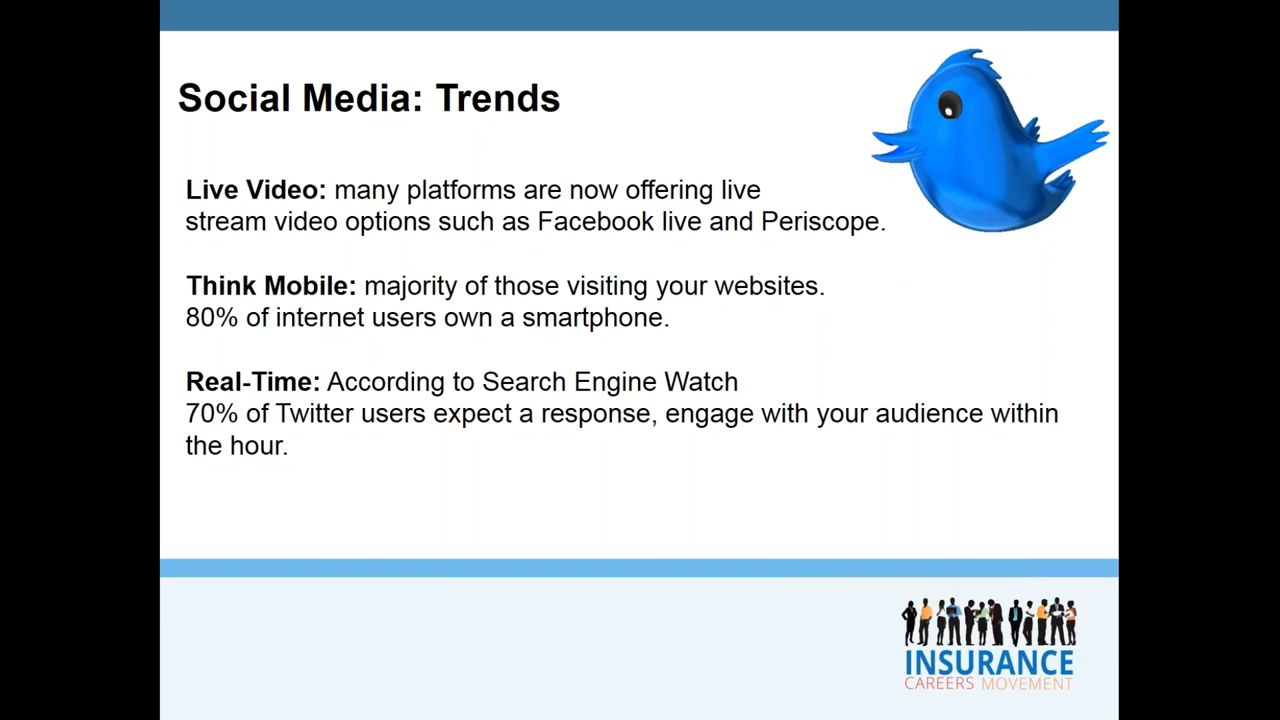 Social Media: Trends
Live Video: many platforms are now offering live
stream video options such as Facebook live and Periscope.
Think Mobile: majority of those visiting your websites.
80% of internet users own a smartphone.
Real-Time: According to Search Engine Watch
70% of Twitter users expect a response, engage with your audience within
the hour.
INSURANCE
CAREERS MOVEMENT